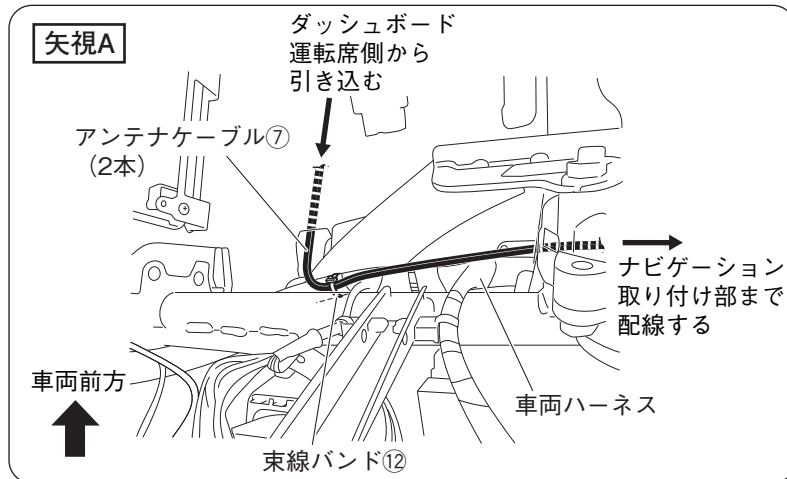 矢視A
ダッシュボード
運転席側から
引き込む
アンテナケーブル⑦
（2本）
ナビゲーション
取り付け部まで
配線する
車両前方
車両ハーネス
束線バンド⑫